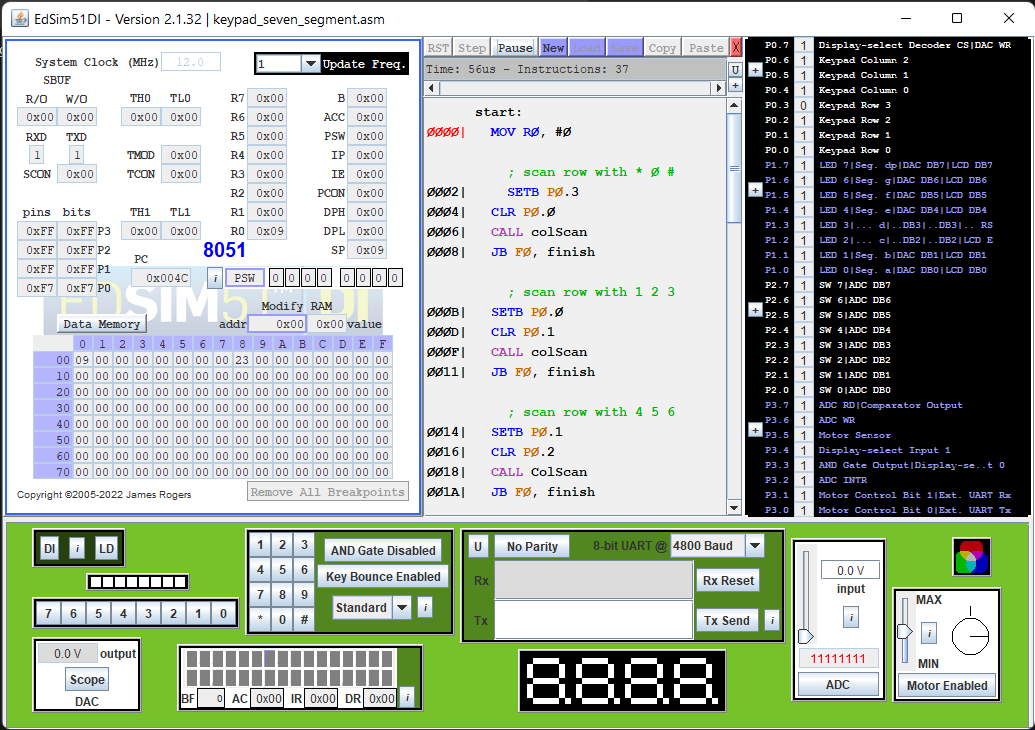 EdSim51DI - Version 2.1.32 | keypad_seven_segment.asm
System Clock (MHz) 12.0 1 Update Freq.
SBUF
R/O W/O TH0 TL0 R7 0x00 B 0x00
0x00 0x00 0x00 0x00 R6 0x00 ACC 0x00
RXD TXD R5 0x00 PSW 0x00
1 1 TMOD 0x00 R4 0x00 IP 0x00
SCON 0x00 TCON 0x00 R3 0x00 IE 0x00
R2 0x00 PCON 0x00
pins bits TH1 TL1 R1 0x00 DPH 0x00
0xFF 0xFF P3 0x00 0x00 R0 0x09 DPL 0x00
0xFF 0xFF P2 8051 SP 0x09
0xFF 0xFF P1 PC
0xF7 0xF7 P0 0x004C i PSW 0 0 0 0 0 0 0 0
EDSIM51DI
Modify RAM
Data Memory addr 0x00 0x00 value
0 1 2 3 4 5 6 7 8 9 A B C D E F
00 09 00 00 00 00 00 00 00 23 00 00 00 00 00 00 00
10 00 00 00 00 00 00 00 00 00 00 00 00 00 00 00 00
20 00 00 00 00 00 00 00 00 00 00 00 00 00 00 00 00
30 00 00 00 00 00 00 00 00 00 00 00 00 00 00 00 00
40 00 00 00 00 00 00 00 00 00 00 00 00 00 00 00 00
50 00 00 00 00 00 00 00 00 00 00 00 00 00 00 00 00
60 00 00 00 00 00 00 00 00 00 00 00 00 00 00 00 00
70 00 00 00 00 00 00 00 00 00 00 00 00 00 00 00 00
Copyright ©2005-2022 James Rogers Remove All Breakpoints
RST Step Pause New Load Save Copy Paste X
Time: 56us - Instructions: 37 U
+
start:
0000| MOV R0, #0
; scan row with * 0 #
0002| SETB P0.3
0004| CLR P0.0
0006| CALL colScan
0008| JB F0, finish
; scan row with 1 2 3
000B| SETB P0.0
000D| CLR P0.1
000F| CALL colScan
0011| JB F0, finish
; scan row with 4 5 6
0014| SETB P0.1
0016| CLR P0.2
0018| CALL ColScan
001A| JB F0, finish
P0.7 1 Display-select Decoder CS|DAC WR
P0.6 1 Keypad Column 2
+ P0.5 1 Keypad Column 1
P0.4 1 Keypad Column 0
P0.3 0 Keypad Row 3
P0.2 1 Keypad Row 2
P0.1 1 Keypad Row 1
P0.0 1 Keypad Row 0
P1.7 1 LED 7|Seg. dp|DAC DB7|LCD DB7
P1.6 1 LED 6|Seg. g|DAC DB6|LCD DB6
+ P1.5 1 LED 5|Seg. f|DAC DB5|LCD DB5
P1.4 1 LED 4|Seg. e|DAC DB4|LCD DB4
P1.3 1 LED 3|... d|..DB3|..DB3|.. RS
P1.2 1 LED 2|... c|..DB2|..DB2|LCD E
P1.1 1 LED 1|Seg. b|DAC DB1|LCD DB1
P1.0 1 LED 0|Seg. a|DAC DB0|LCD DB0
P2.7 1 SW 7|ADC DB7
P2.6 1 SW 6|ADC DB6
+ P2.5 1 SW 5|ADC DB5
P2.4 1 SW 4|ADC DB4
P2.3 1 SW 3|ADC DB3
P2.2 1 SW 2|ADC DB2
P2.1 1 SW 1|ADC DB1
P2.0 1 SW 0|ADC DB0
P3.7 1 ADC RD|Comparator Output
P3.6 1 ADC WR
+ P3.5 1 Motor Sensor
P3.4 1 Display-select Input 1
P3.3 1 AND Gate Output|Display-se..t 0
P3.2 1 ADC INTR
P3.1 1 Motor Control Bit 1|Ext. UART Rx
P3.0 1 Motor Control Bit 0|Ext. UART Tx
DI i LD
7 6 5 4 3 2 1 0
0.0 V output
Scope
DAC
1 2 3 AND Gate Disabled
4 5 6 Key Bounce Enabled
7 8 9
* 0 # Standard i
BF 0 AC 0x00 IR 0x00 DR 0x00 i
U No Parity 8-bit UART @ 4800 Baud
Rx Rx Reset
Tx Tx Send i
8.8.8.8.
0.0 V
input
i
11111111
ADC
MAX
i
MIN
Motor Enabled